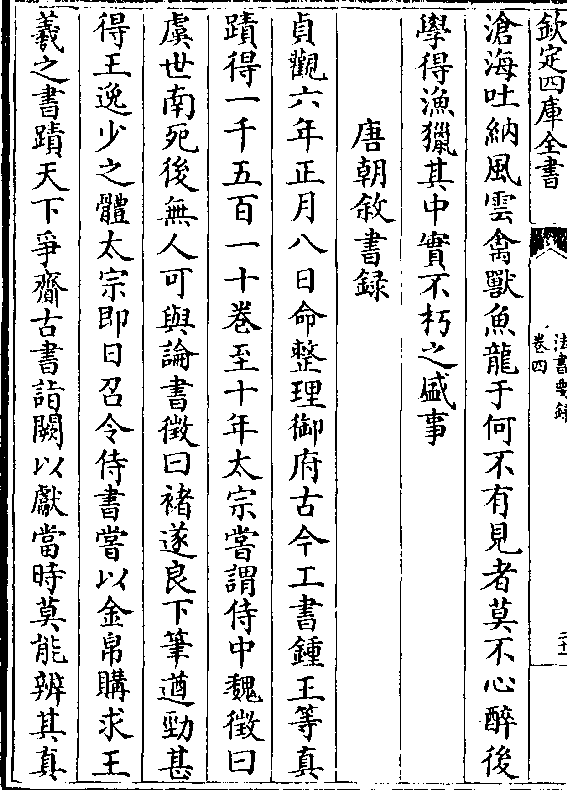 欽定四庫全書
法書要録
卷四
滄海吐納風雲禽獸魚龍于何不有見者莫不心醉後
學得漁獵其中實不朽之盛事
唐朝敘書録
貞觀六年正月八日命整理御府古今工書鍾王等真
蹟得一千五百一十卷至十年太宗嘗謂侍中魏徵曰
虞世南死後無人可與論書徵曰褚遂良下筆遒勁甚
得王逸少之體太宗即日召令侍書嘗以金帛購求王
羲之書蹟天下爭齎古書詣闕以獻當時莫能辨其真